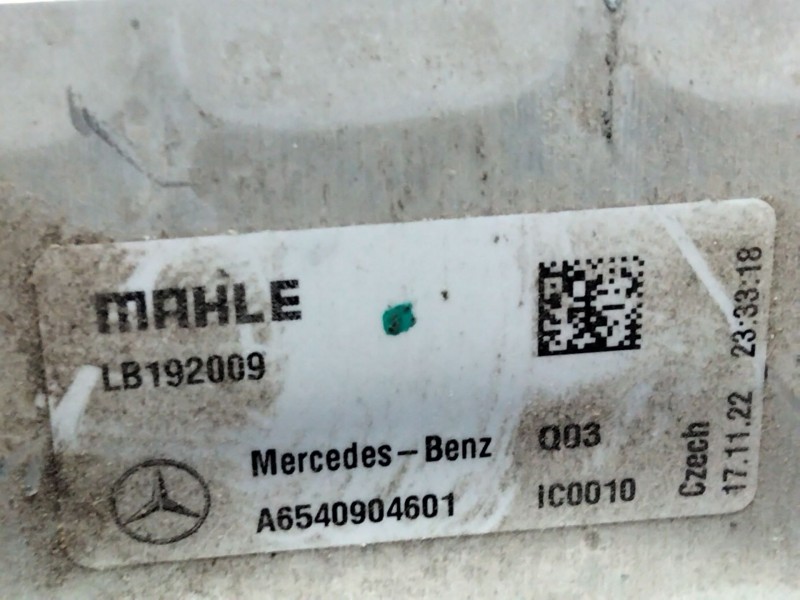 MAHLE
LB192009
Mercedes-Benz
A6540904601
Q03
IC0010
Czech
17.11.22 23:33:18